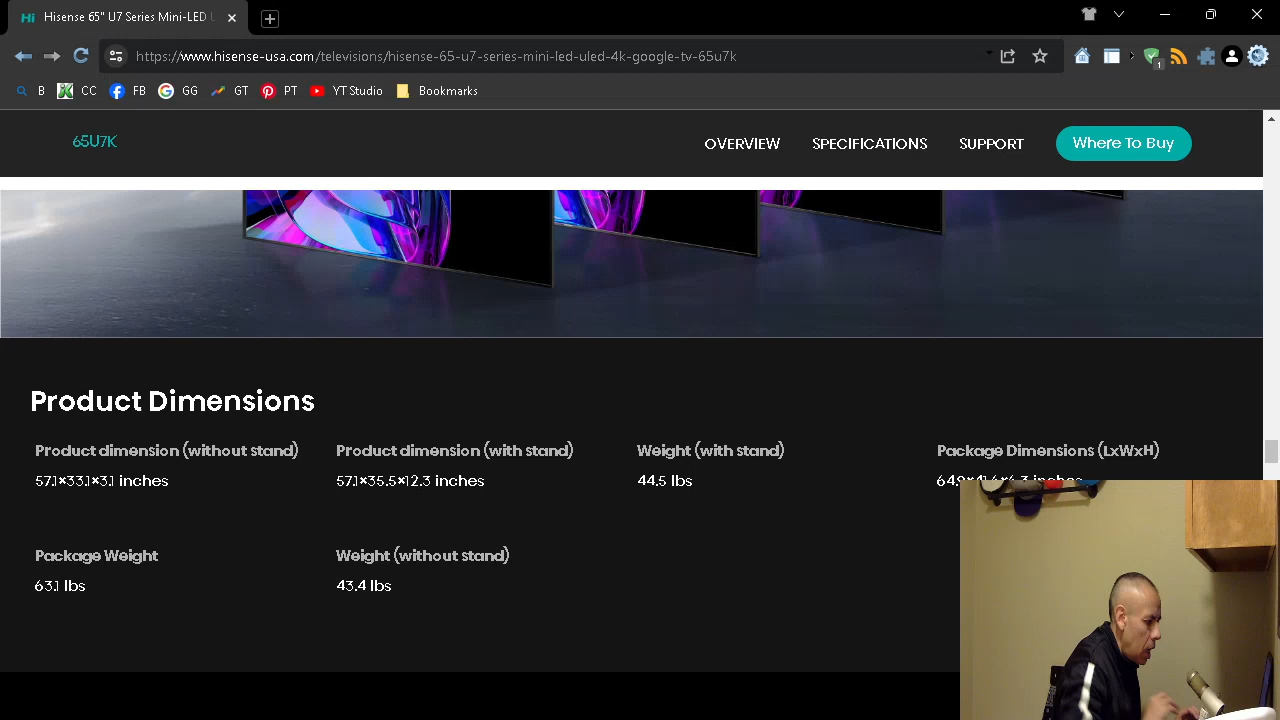 Hisense 65" U7 Series Mini-LED
https://www.hisense-usa.com/televisions/hisense-65-u7-series-mini-led-uled-4k-google-tv-65u7k
B CC FB GG GT PT YT Studio Bookmarks
65U7K OVERVIEW SPECIFICATIONS SUPPORT Where To Buy
Product Dimensions
Product dimension (without stand) Product dimension (with stand) Weight (with stand) Package Dimensions (LxWxH)
57.1×33.1×3.1 inches 57.1×35.5×12.3 inches 44.5 lbs
Package Weight Weight (without stand)
63.1 lbs 43.4 lbs